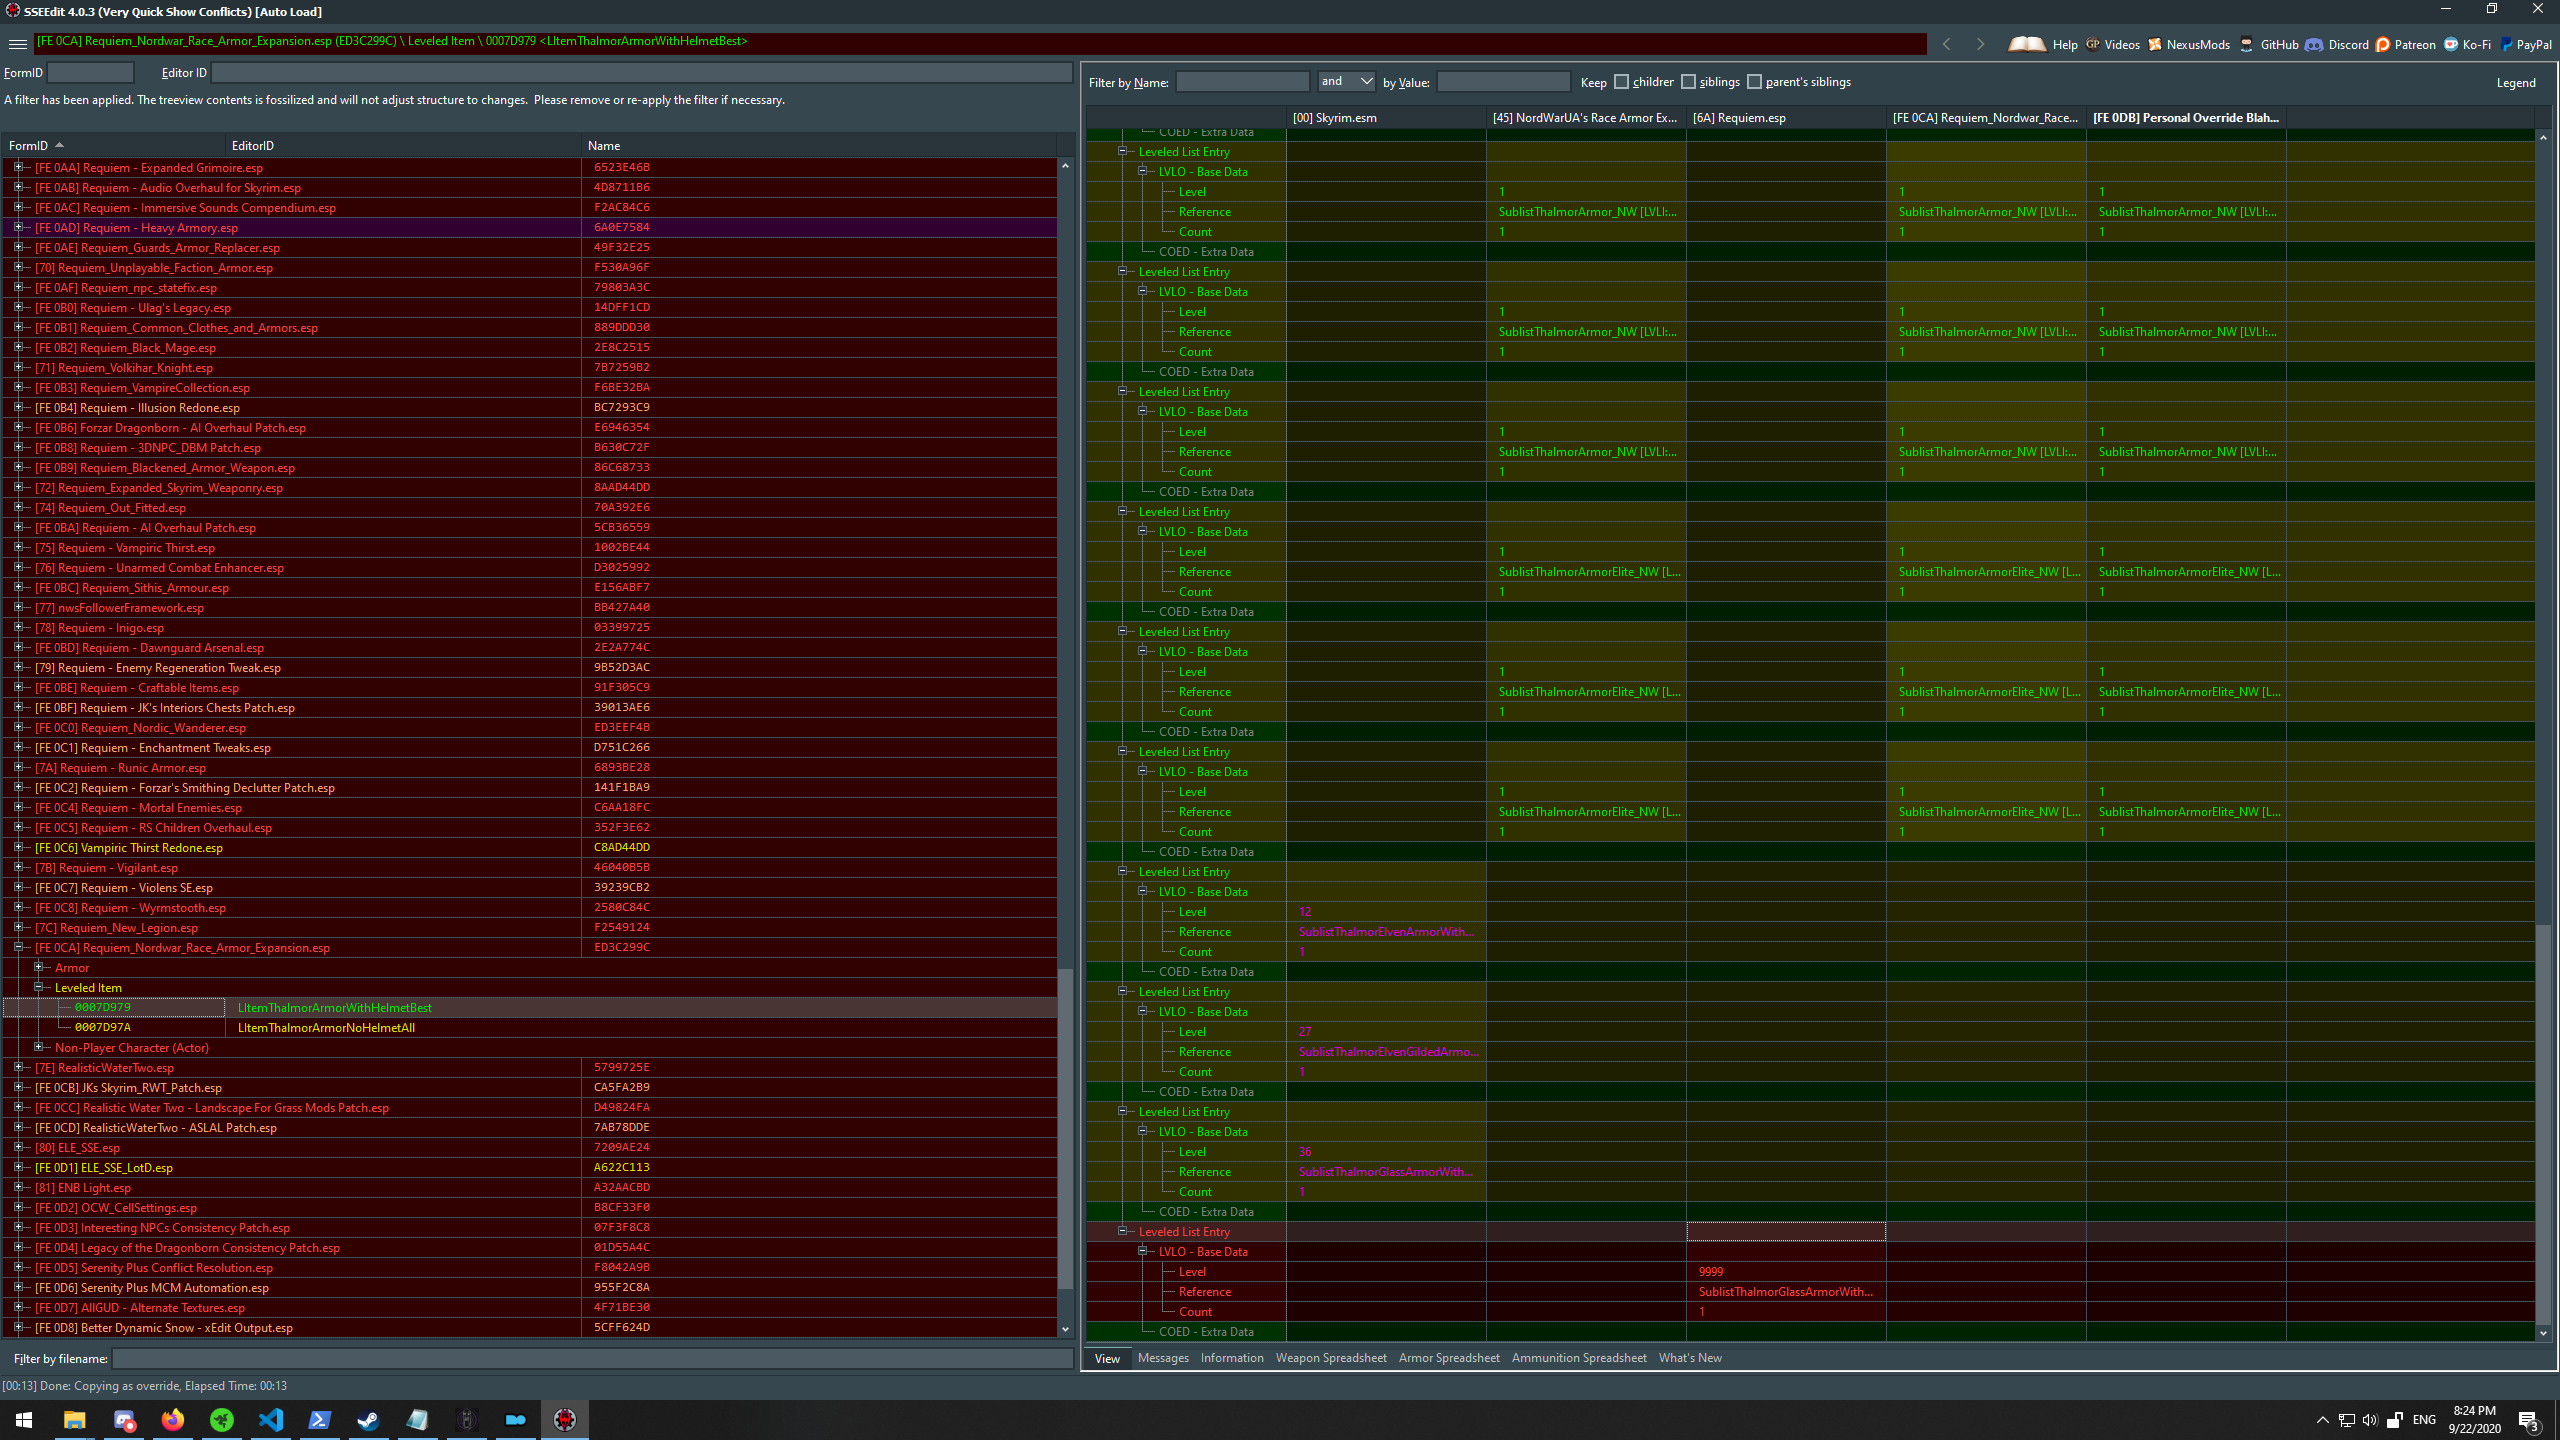 SSEEdit 4.0.3 (Very Quick Show Conflicts) [Auto Load]
[FE 0CA] Requiem_Nordwar_Race_Armor_Expansion.esp (ED3C299C) \ Leveled Item \ 0007D979 <LItemThalmorArmorWithHelmetBest>
Help Videos NexusMods GitHub Discord Patreon Ko-Fi PayPal
FormID Editor ID
A filter has been applied. The treeview contents is fossilized and will not adjust structure to changes. Please remove or re-apply the filter if necessary.
FormID EditorID Name
[FE 0AA] Requiem - Expanded Grimoire.esp 6523E46B
[FE 0AB] Requiem - Audio Overhaul for Skyrim.esp 4D8711B6
[FE 0AC] Requiem - Immersive Sounds Compendium.esp F2AC84C6
[FE 0AD] Requiem - Heavy Armory.esp 6A0E7584
[FE 0AE] Requiem_Guards_Armor_Replacer.esp 49F32E25
[70] Requiem_Unplayable_Faction_Armor.esp F530A96F
[FE 0AF] Requiem_npc_statefix.esp 79803A3C
[FE 0B0] Requiem - Ulag's Legacy.esp 14DFF1CD
[FE 0B1] Requiem_Common_Clothes_and_Armors.esp 889DDD30
[FE 0B2] Requiem_Black_Mage.esp 2E8C2515
[71] Requiem_Volkihar_Knight.esp 7B7259B2
[FE 0B3] Requiem_VampireCollection.esp F6BE32BA
[FE 0B4] Requiem - Illusion Redone.esp BC7293C9
[FE 0B6] Forzar Dragonborn - AI Overhaul Patch.esp E6946354
[FE 0B8] Requiem - 3DNPC_DBM Patch.esp B630C72F
[FE 0B9] Requiem_Blackened_Armor_Weapon.esp 86C68733
[72] Requiem_Expanded_Skyrim_Weaponry.esp 8AAD44DD
[74] Requiem_Out_Fitted.esp 70A392E6
[FE 0BA] Requiem - AI Overhaul Patch.esp 5CB36559
[75] Requiem - Vampiric Thirst.esp 1002BE44
[76] Requiem - Unarmed Combat Enhancer.esp D3025992
[FE 0BC] Requiem_Sithis_Armour.esp E156ABF7
[77] nwsFollowerFramework.esp BB427A40
[78] Requiem - Inigo.esp 03399725
[FE 0BD] Requiem - Dawnguard Arsenal.esp 2E2A774C
[79] Requiem - Enemy Regeneration Tweak.esp 9B52D3AC
[FE 0BE] Requiem - Craftable Items.esp 91F305C9
[FE 0BF] Requiem - JK's Interiors Chests Patch.esp 39013AE6
[FE 0C0] Requiem_Nordic_Wanderer.esp ED3EEF4B
[FE 0C1] Requiem - Enchantment Tweaks.esp D751C266
[7A] Requiem - Runic Armor.esp 6893BE28
[FE 0C2] Requiem - Forzar's Smithing Declutter Patch.esp 141F1BA9
[FE 0C4] Requiem - Mortal Enemies.esp C6AA18FC
[FE 0C5] Requiem - RS Children Overhaul.esp 352F3E62
[FE 0C6] Vampiric Thirst Redone.esp C8AD44DD
[7B] Requiem - Vigilant.esp 46040B5B
[FE 0C7] Requiem - Violens SE.esp 39239CB2
[FE 0C8] Requiem - Wyrmstooth.esp 2580C84C
[7C] Requiem_New_Legion.esp F2549124
[FE 0CA] Requiem_Nordwar_Race_Armor_Expansion.esp ED3C299C
Armor
Leveled Item
0007D979 LItemThalmorArmorWithHelmetBest
0007D97A LItemThalmorArmorNoHelmetAll
Non-Player Character (Actor)
[7E] RealisticWaterTwo.esp 5799725E
[FE 0CB] JKs Skyrim_RWT_Patch.esp CA5FA2B9
[FE 0CC] Realistic Water Two - Landscape For Grass Mods Patch.esp D49824FA
[FE 0CD] RealisticWaterTwo - ASLAL Patch.esp 7AB78DDE
[80] ELE_SSE.esp 7209AE24
[FE 0D1] ELE_SSE_LotD.esp A622C113
[81] ENB Light.esp A32AACBD
[FE 0D2] OCW_CellSettings.esp B8CF33F0
[FE 0D3] Interesting NPCs Consistency Patch.esp 07F3F8C8
[FE 0D4] Legacy of the Dragonborn Consistency Patch.esp 01D55A4C
[FE 0D5] Serenity Plus Conflict Resolution.esp F8042A9B
[FE 0D6] Serenity Plus MCM Automation.esp 955F2C8A
[FE 0D7] AllGUD - Alternate Textures.esp 4F71BE30
[FE 0D8] Better Dynamic Snow - xEdit Output.esp 5CFF624D
Filter by filename:
[00:13] Done: Copying as override, Elapsed Time: 00:13
Filter by Name: and by Value: Keep children siblings parent's siblings Legend
[00] Skyrim.esm [45] NordWarUA's Race Armor Ex... [6A] Requiem.esp [FE 0CA] Requiem_Nordwar_Race... [FE 0DB] Personal Override Blah...
COED - Extra Data
Leveled List Entry
LVLO - Base Data
Level 1 1 1
Reference SublistThalmorArmor_NW [LVLI:... SublistThalmorArmor_NW [LVLI:... SublistThalmorArmor_NW [LVLI:...
Count 1 1 1
COED - Extra Data
Leveled List Entry
LVLO - Base Data
Level 1 1 1
Reference SublistThalmorArmor_NW [LVLI:... SublistThalmorArmor_NW [LVLI:... SublistThalmorArmor_NW [LVLI:...
Count 1 1 1
COED - Extra Data
Leveled List Entry
LVLO - Base Data
Level 1 1 1
Reference SublistThalmorArmor_NW [LVLI:... SublistThalmorArmor_NW [LVLI:... SublistThalmorArmor_NW [LVLI:...
Count 1 1 1
COED - Extra Data
Leveled List Entry
LVLO - Base Data
Level 1 1 1
Reference SublistThalmorArmorElite_NW [L... SublistThalmorArmorElite_NW [L... SublistThalmorArmorElite_NW [L...
Count 1 1 1
COED - Extra Data
Leveled List Entry
LVLO - Base Data
Level 1 1 1
Reference SublistThalmorArmorElite_NW [L... SublistThalmorArmorElite_NW [L... SublistThalmorArmorElite_NW [L...
Count 1 1 1
COED - Extra Data
Leveled List Entry
LVLO - Base Data
Level 1 1 1
Reference SublistThalmorArmorElite_NW [L... SublistThalmorArmorElite_NW [L... SublistThalmorArmorElite_NW [L...
Count 1 1 1
COED - Extra Data
Leveled List Entry
LVLO - Base Data
Level 12
Reference SublistThalmorElvenArmorWith...
Count 1
COED - Extra Data
Leveled List Entry
LVLO - Base Data
Level 27
Reference SublistThalmorElvenGildedArmo...
Count 1
COED - Extra Data
Leveled List Entry
LVLO - Base Data
Level 36
Reference SublistThalmorGlassArmorWith...
Count 1
COED - Extra Data
Leveled List Entry
LVLO - Base Data
Level 9999
Reference SublistThalmorGlassArmorWith...
Count 1
COED - Extra Data
View Messages Information Weapon Spreadsheet Armor Spreadsheet Ammunition Spreadsheet What's New
ENG 8:24 PM
9/22/2020
3